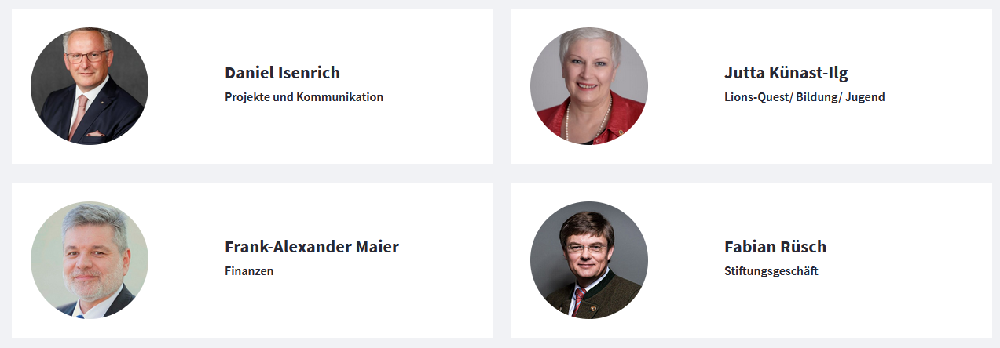 Daniel Isenrich
Projekte und Kommunikation
Jutta Künast-Ilg
Lions-Quest/ Bildung/ Jugend
Frank-Alexander Maier
Finanzen
Fabian Rüsch
Stiftungsgeschäft